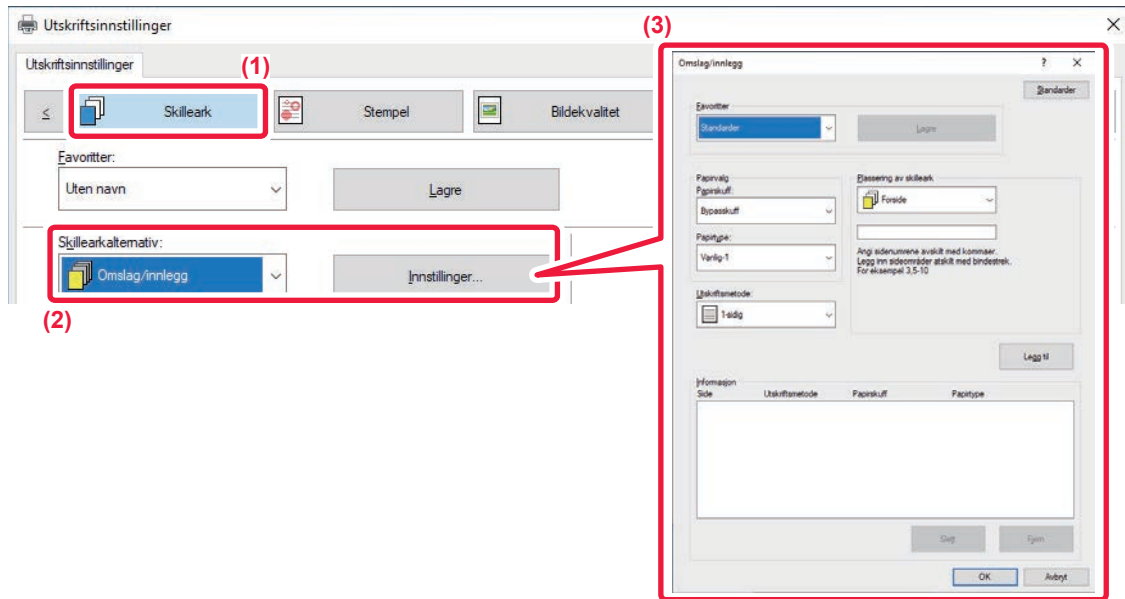 Utskriftsinnstillinger
(3)
Utskriftsinnstillinger
(1)
≤ Skilleark Stempel Bildekvalitet
Favoritter:
Uten navn
Lagre
Skillearkalternativ:
Omslag/innlegg
Innstillinger...
(2)
Omslag/innlegg ?
Standarder
Favoritter
Standarder
Lagre
Papirvalg
Papirskuff:
Bypasskuff
Papirtype:
Vanlig-1
Utskriftsmetode:
1-sidig
Plassering av skilleark
Forside
Angi sidenumrene avskilt med kommaer.
Legg inn sideområder atskilt med bindestrek.
For eksempel 3,5-10
Legg til
Informasjon
Side Utskriftsmetode Papirskuff Papirtype
Slett Fjern
OK Avbryt